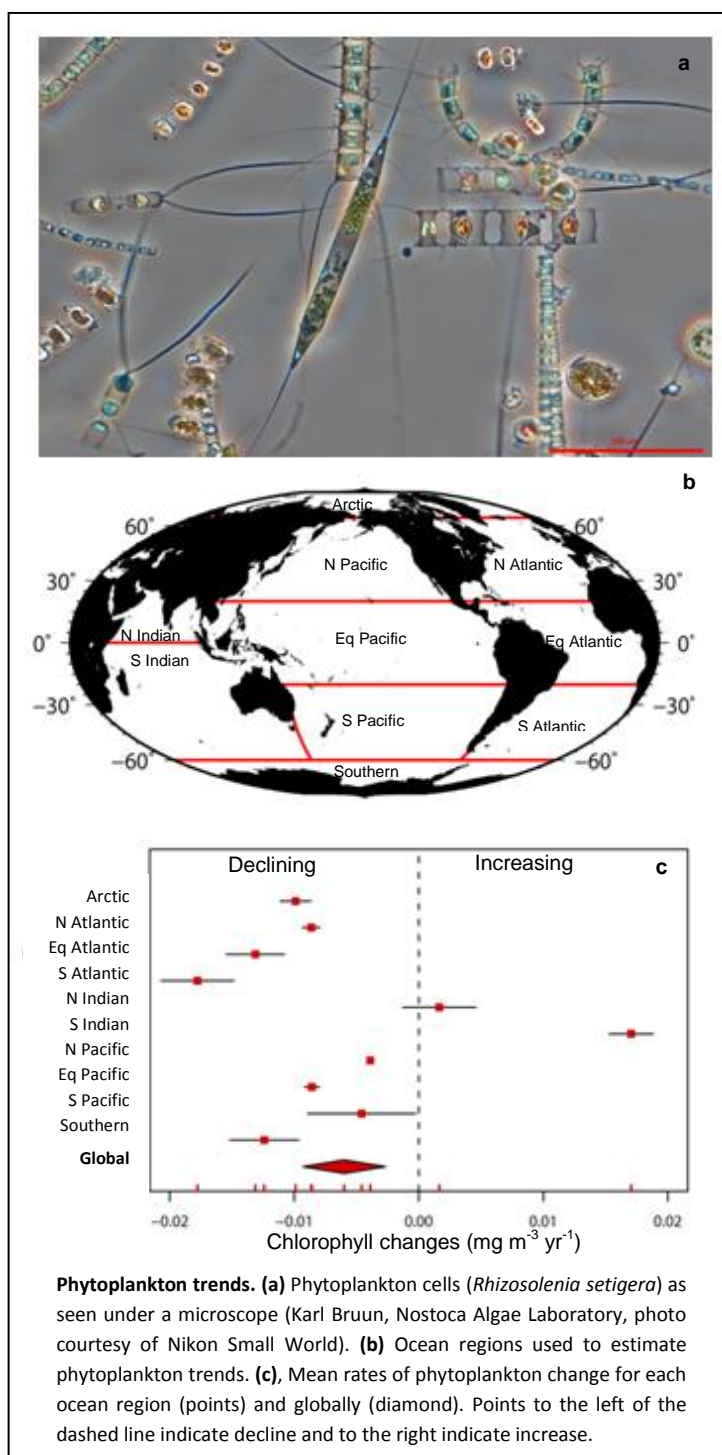 a
b
Arctic
60° 60°
N Pacific N Atlantic
30° 30°
N Indian Eq Pacific Eq Atlantic
0° 0°
S Indian
−30° −30°
S Pacific S Atlantic
−60° −60°
Southern
Declining Increasing c
Arctic
N Atlantic
Eq Atlantic
S Atlantic
N Indian
S Indian
N Pacific
Eq Pacific
S Pacific
Southern
Global
−0.02 −0.01 0.00 0.01 0.02
Chlorophyll changes (mg m⁻³ yr⁻¹)
Phytoplankton trends. (a) Phytoplankton cells (Rhizosolenia setigera) as
seen under a microscope (Karl Bruun, Nostoca Algae Laboratory, photo
courtesy of Nikon Small World). (b) Ocean regions used to estimate
phytoplankton trends. (c), Mean rates of phytoplankton change for each
ocean region (points) and globally (diamond). Points to the left of the
dashed line indicate decline and to the right indicate increase.